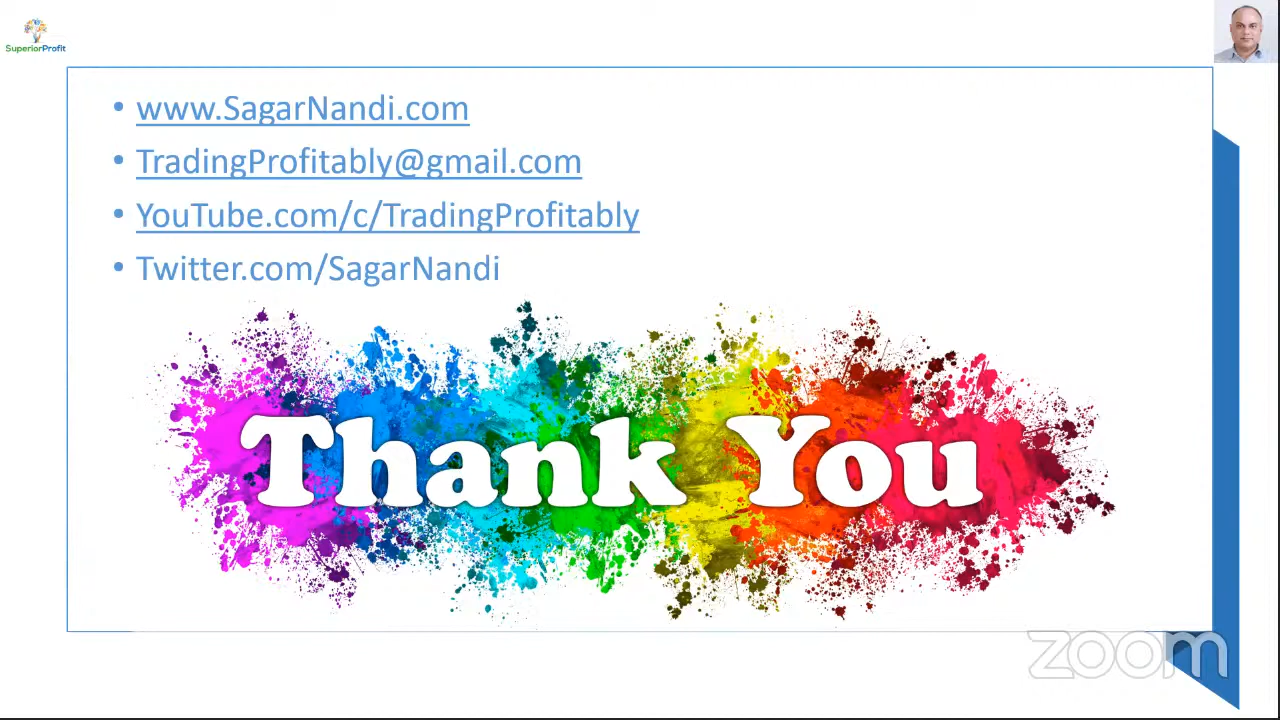 SuperiorProfit
• www.SagarNandi.com
• TradingProfitably@gmail.com
• YouTube.com/c/TradingProfitably
• Twitter.com/SagarNandi
Thank You
zoom